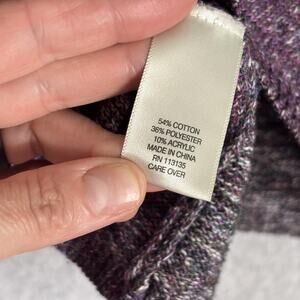 54% COTTON
36% POLYESTER
10% ACRYLIC
MADE IN CHINA
RN 113135
CARE OVER